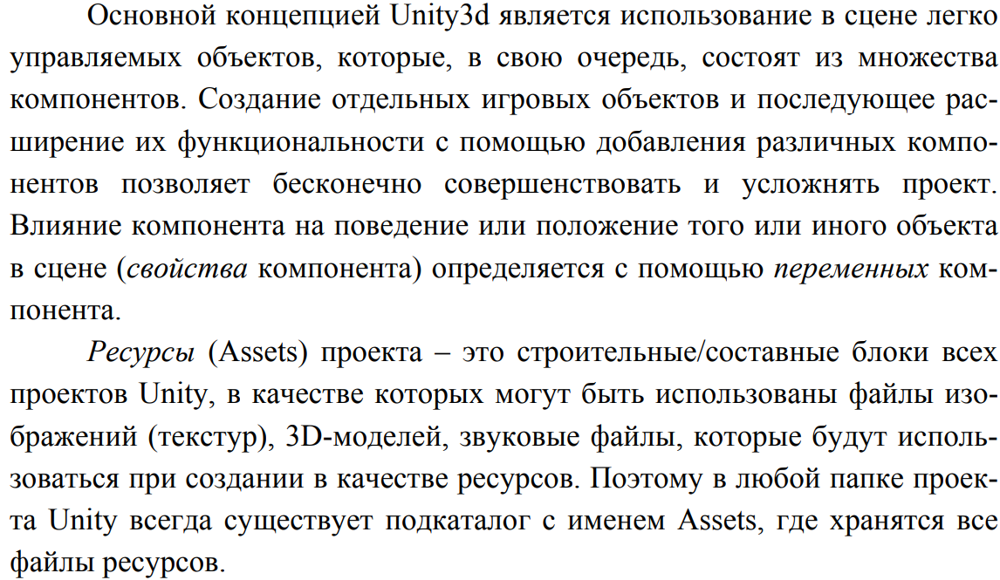 Основной концепцией Unity3d является использование в сцене легко
управляемых объектов, которые, в свою очередь, состоят из множества
компонентов. Создание отдельных игровых объектов и последующее рас-
ширение их функциональности с помощью добавления различных компо-
нентов позволяет бесконечно совершенствовать и усложнять проект.
Влияние компонента на поведение или положение того или иного объекта
в сцене (свойства компонента) определяется с помощью переменных ком-
понента.
Ресурсы (Assets) проекта – это строительные/составные блоки всех
проектов Unity, в качестве которых могут быть использованы файлы изо-
бражений (текстур), 3D-моделей, звуковые файлы, которые будут исполь-
зоваться при создании в качестве ресурсов. Поэтому в любой папке проек-
та Unity всегда существует подкаталог с именем Assets, где хранятся все
файлы ресурсов.